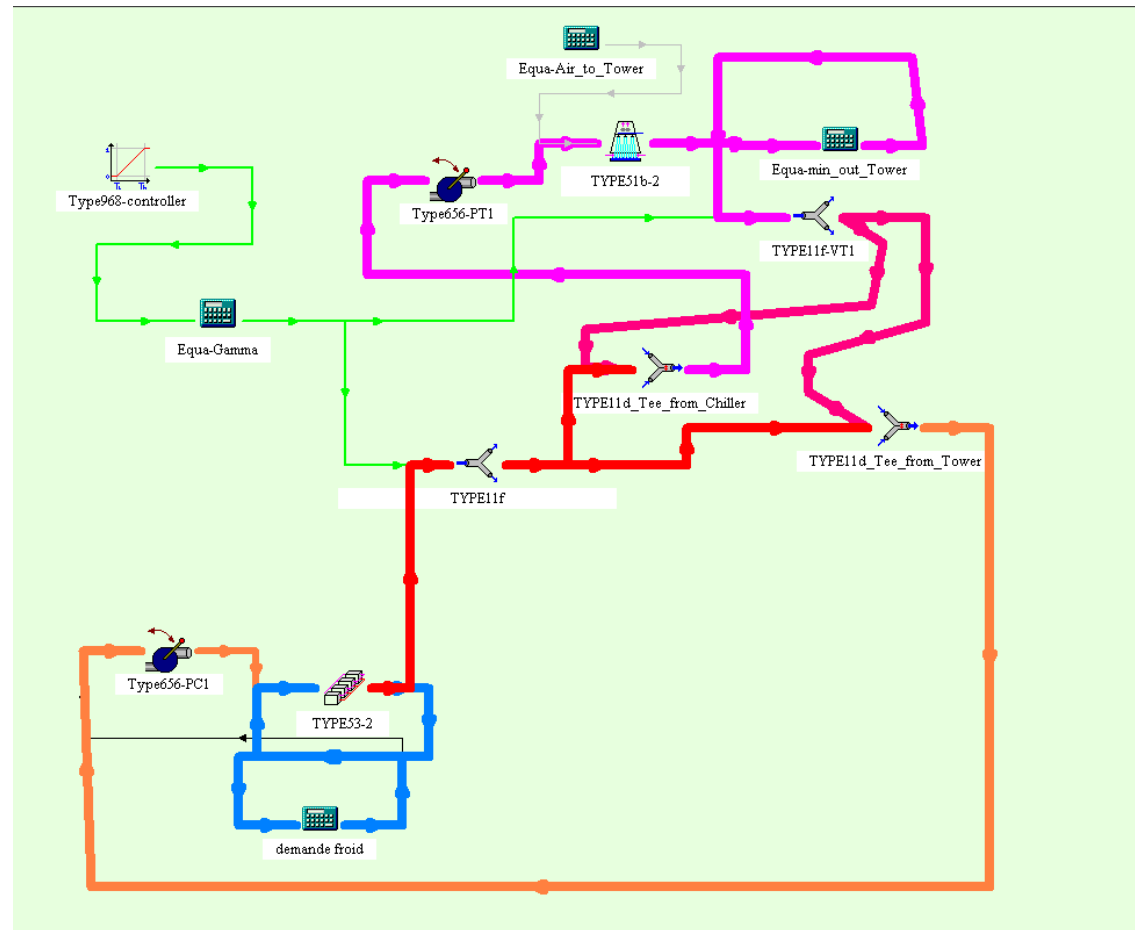 Equa-Air_to_Tower
TYPE51b-2
Equa-min_out_Tower
Type968-controller
Type656-PT1
TYPE11f-VT1
Equa-Gamma
TYPE11d_Tee_from_Chiller
TYPE11d_Tee_from_Tower
TYPE11f
Type656-PC1
TYPE53-2
demande froid